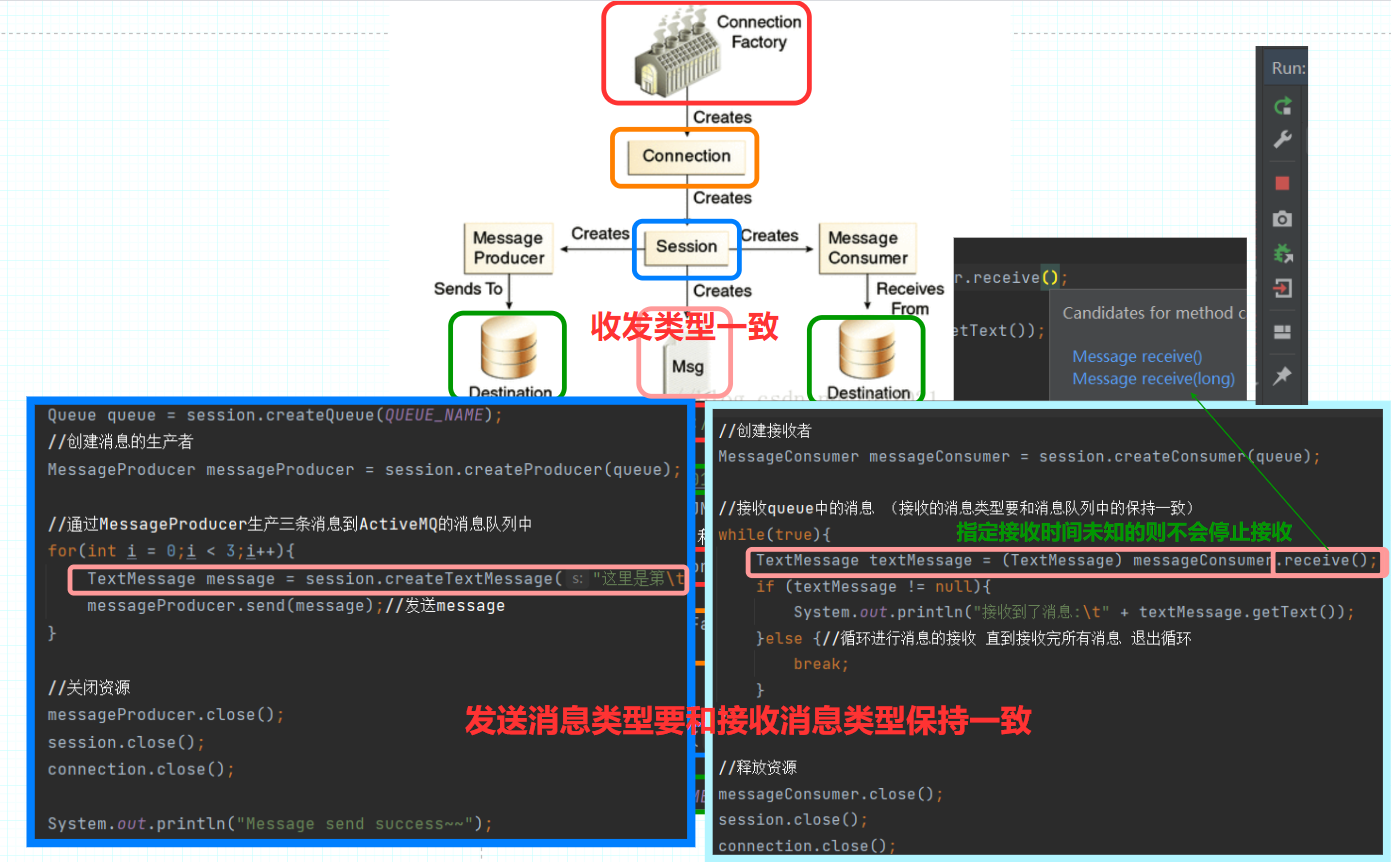 Connection
Factory
Creates
Connection
Creates
Message
Producer
Creates
Session
Creates
Message
Consumer
Sends To
Creates
Receives
From
收发类型一致
Msg
Destination
Destination
Run:
r.receive();
Candidates for method c
etText());
Message receive()
Message receive(long)
Queue queue = session.createQueue(QUEUE_NAME);
//创建消息的生产者
MessageProducer messageProducer = session.createProducer(queue);
//通过MessageProducer生产三条消息到ActiveMQ的消息队列中
for(int i = 0;i < 3;i++){
TextMessage message = session.createTextMessage( s: "这里是第\t
messageProducer.send(message);//发送message
}
//关闭资源
messageProducer.close();
session.close();
connection.close();
System.out.println("Message send success~~");
//创建接收者
MessageConsumer messageConsumer = session.createConsumer(queue);
//接收queue中的消息 （接收的消息类型要和消息队列中的保持一致）
while(true){
指定接收时间未知的则不会停止接收
TextMessage textMessage = (TextMessage) messageConsumer.receive();
if (textMessage != null){
System.out.println("接收到了消息:\t" + textMessage.getText());
}else {//循环进行消息的接收 直到接收完所有消息 退出循环
break;
}
发送消息类型要和接收消息类型保持一致
//释放资源
messageConsumer.close();
session.close();
connection.close();